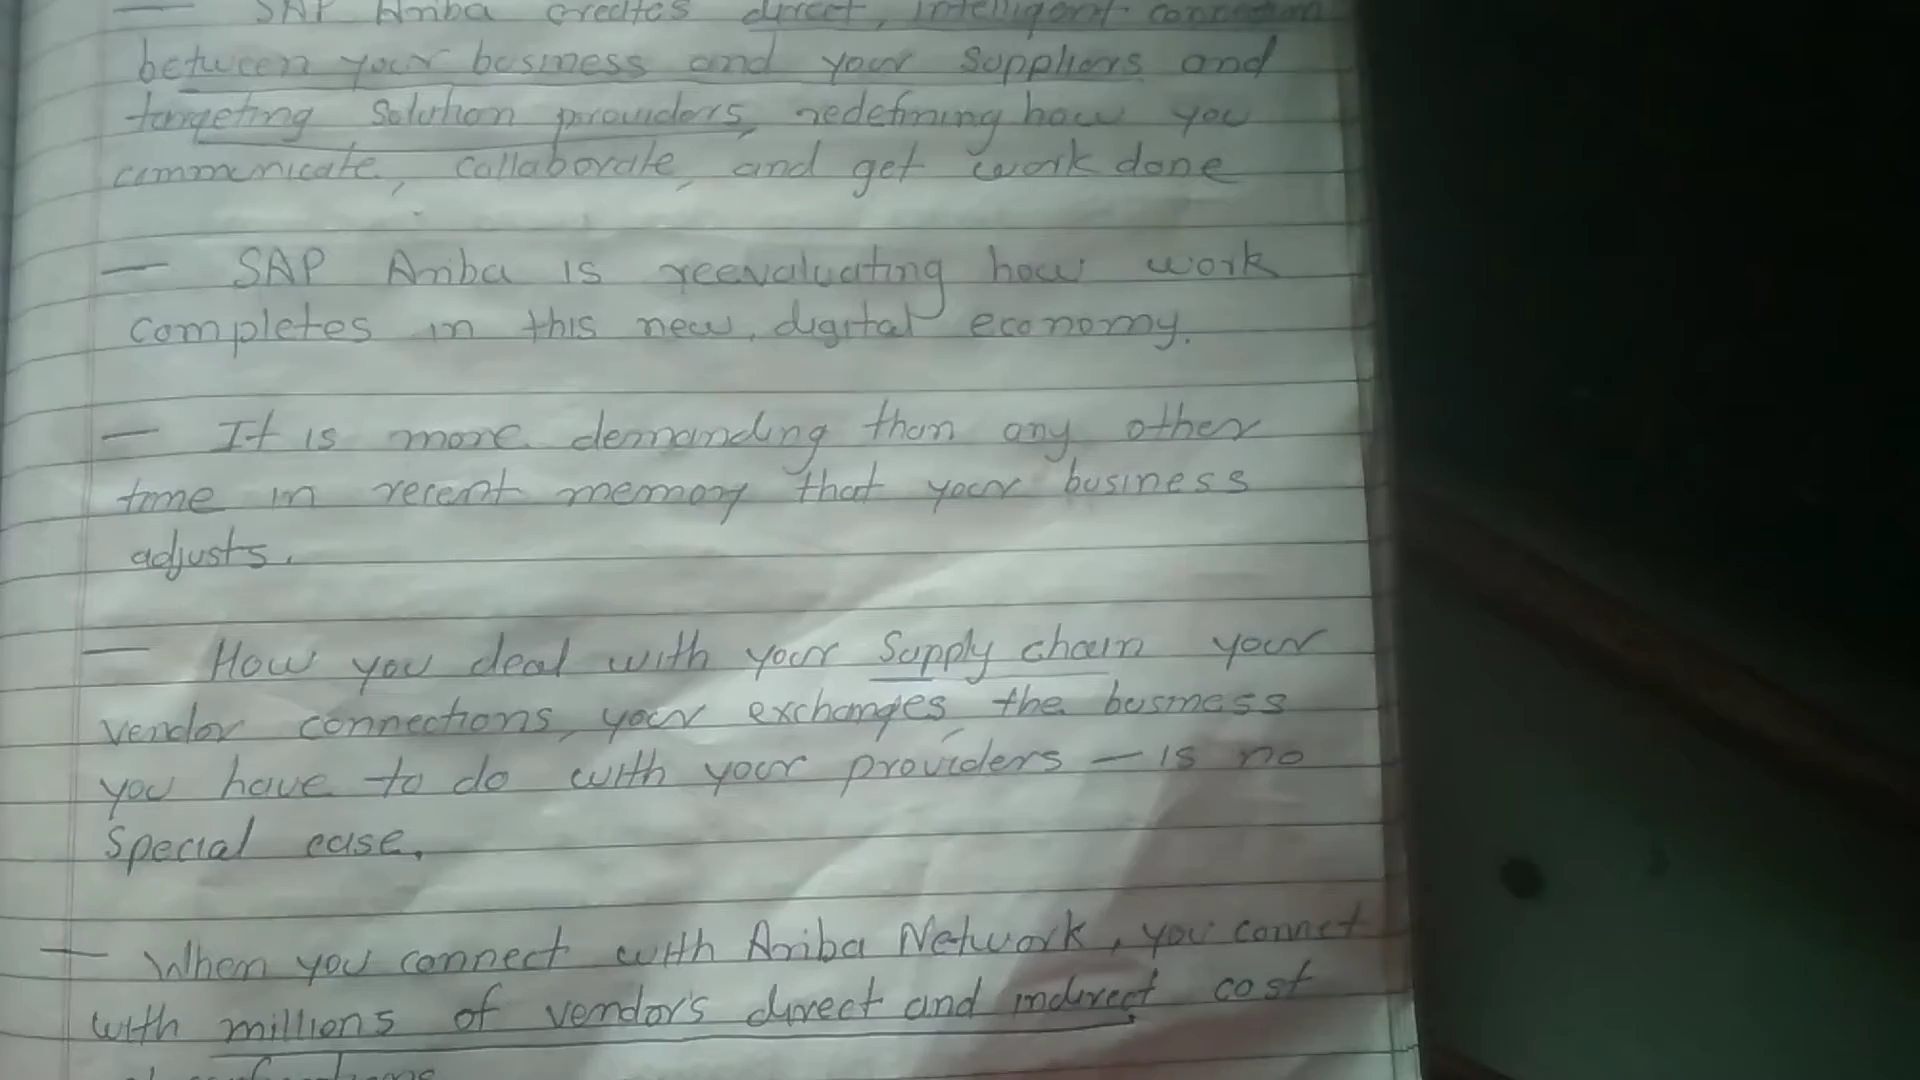 — SAP Ariba creates direct, intelligent connection
between your business and your suppliers and
targeting solution providers, redefining how you
communicate, collaborate, and get work done
— SAP Ariba is reevaluating how work
completes in this new, digital economy.
— It is more demanding than any other
time in recent memory that your business
adjusts.
— How you deal with your Supply chain your
vendor connections, your exchanges, the business
you have to do with your providers — is no
Special case.
— When you connect with Ariba Network, you connect
with millions of vendor's direct and indirect cost